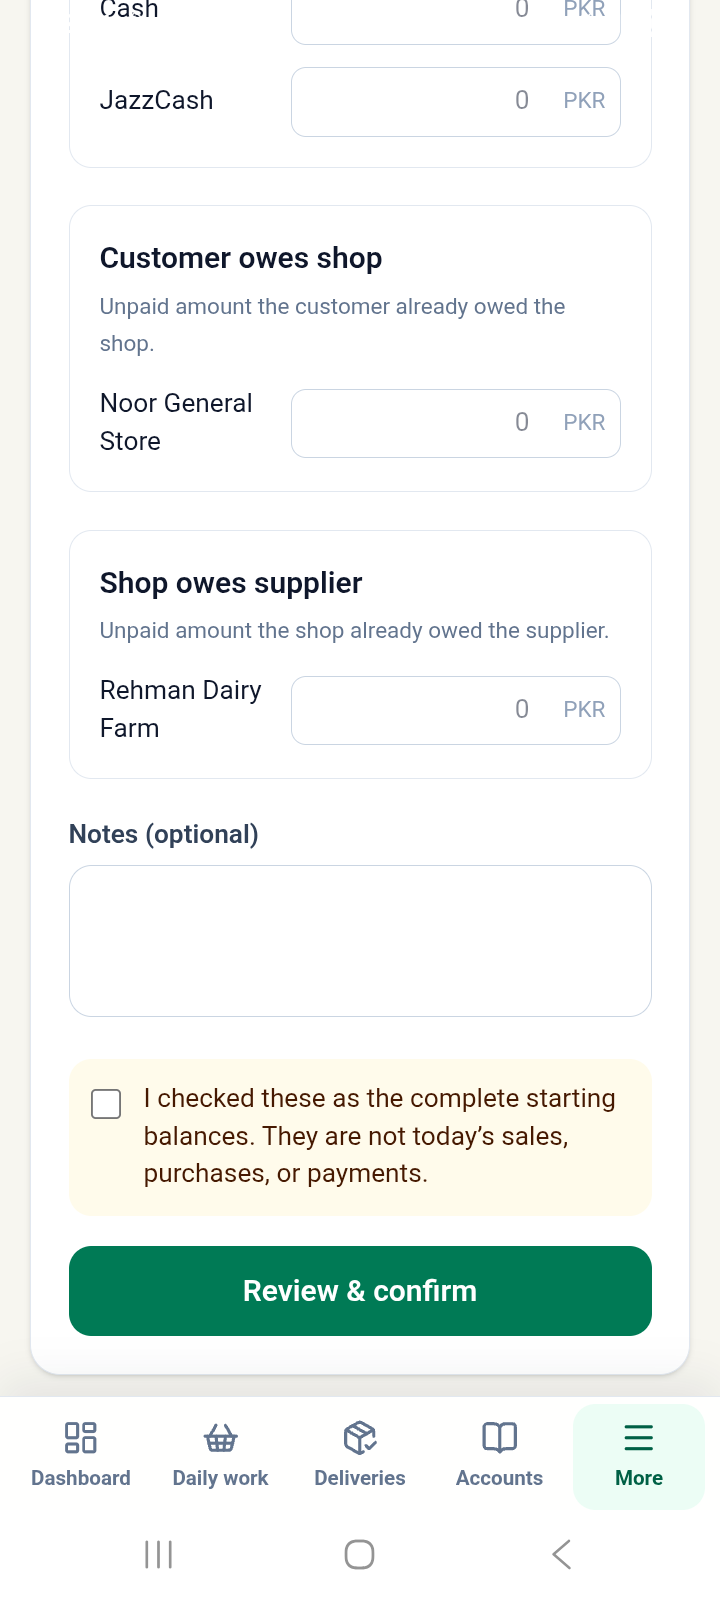 Cash 0 PKR
JazzCash 0 PKR
Customer owes shop
Unpaid amount the customer already owed the
shop.
Noor General
Store
0 PKR
Shop owes supplier
Unpaid amount the shop already owed the supplier.
Rehman Dairy
Farm
0 PKR
Notes (optional)
I checked these as the complete starting
balances. They are not today’s sales,
purchases, or payments.
Review & confirm
Dashboard Daily work Deliveries Accounts More